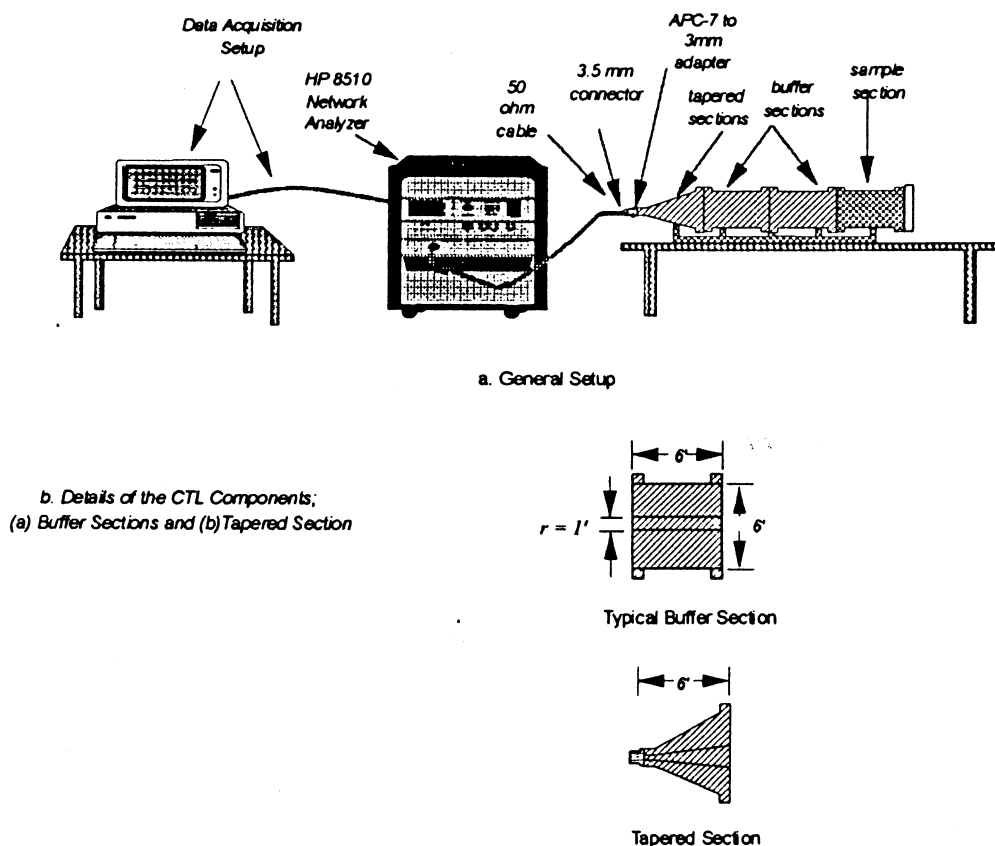 Data Acquisition
Setup
HP 8510
Network
Analyzer
50
ohm
cable
3.5 mm
connector
APC-7 to
3mm
adapter
tapered
sections
buffer
sections
sample
section
a. General Setup
b. Details of the CTL Components;
(a) Buffer Sections and (b) Tapered Section
6'
r = 1'
6'
Typical Buffer Section
6'
Tapered Section